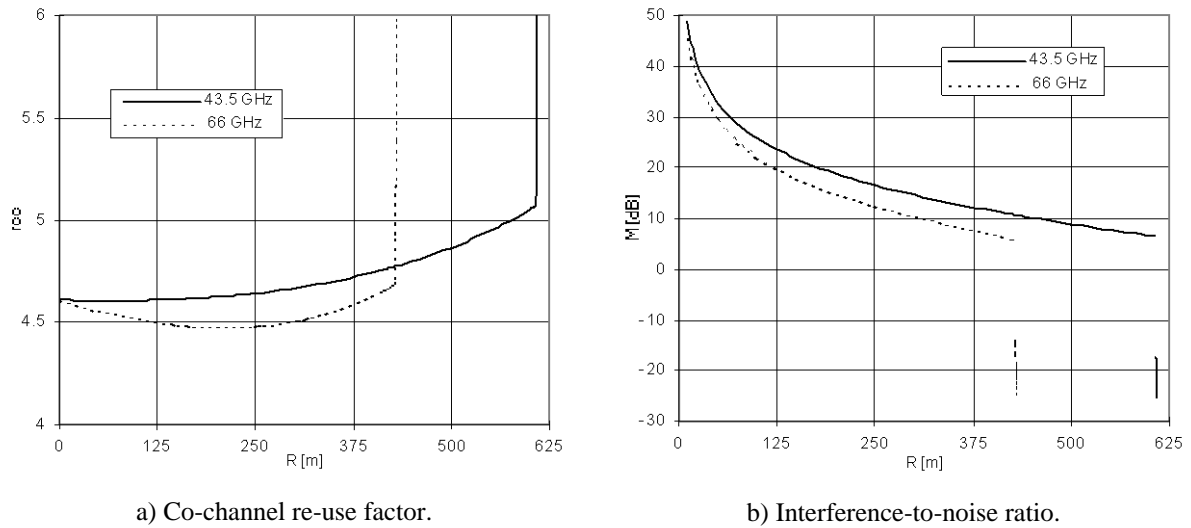 6
5.5
5
4.5
4
rcc
43.5 GHz
66 GHz
0
125
250
375
500
625
R [m]
a) Co-channel re-use factor.
50
40
30
20
10
0
-10
-20
-30
M [dB]
43.5 GHz
66 GHz
0
125
250
375
500
625
R [m]
b) Interference-to-noise ratio.